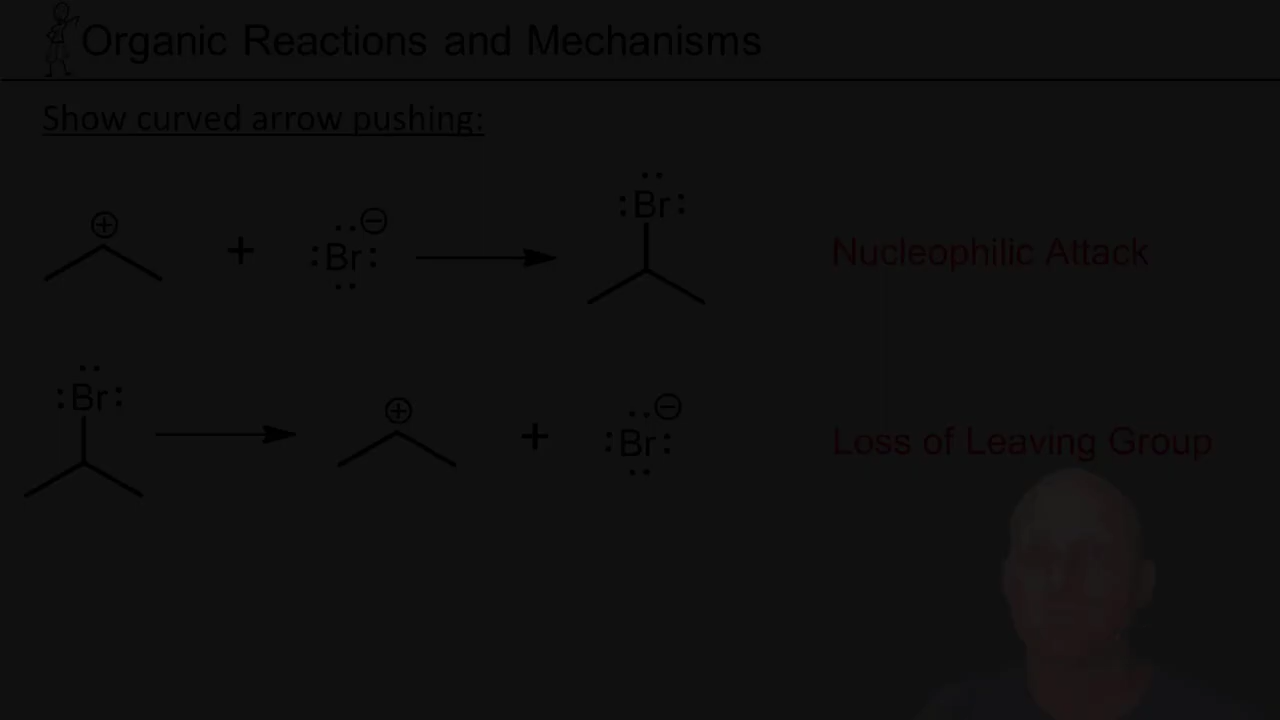 Organic Reactions and Mechanisms
Show curved arrow pushing:
⊕ + :Br: ⊖ :Br: Nucleophilic Attack
:Br: ⊕ + :Br: ⊖ Loss of Leaving Group